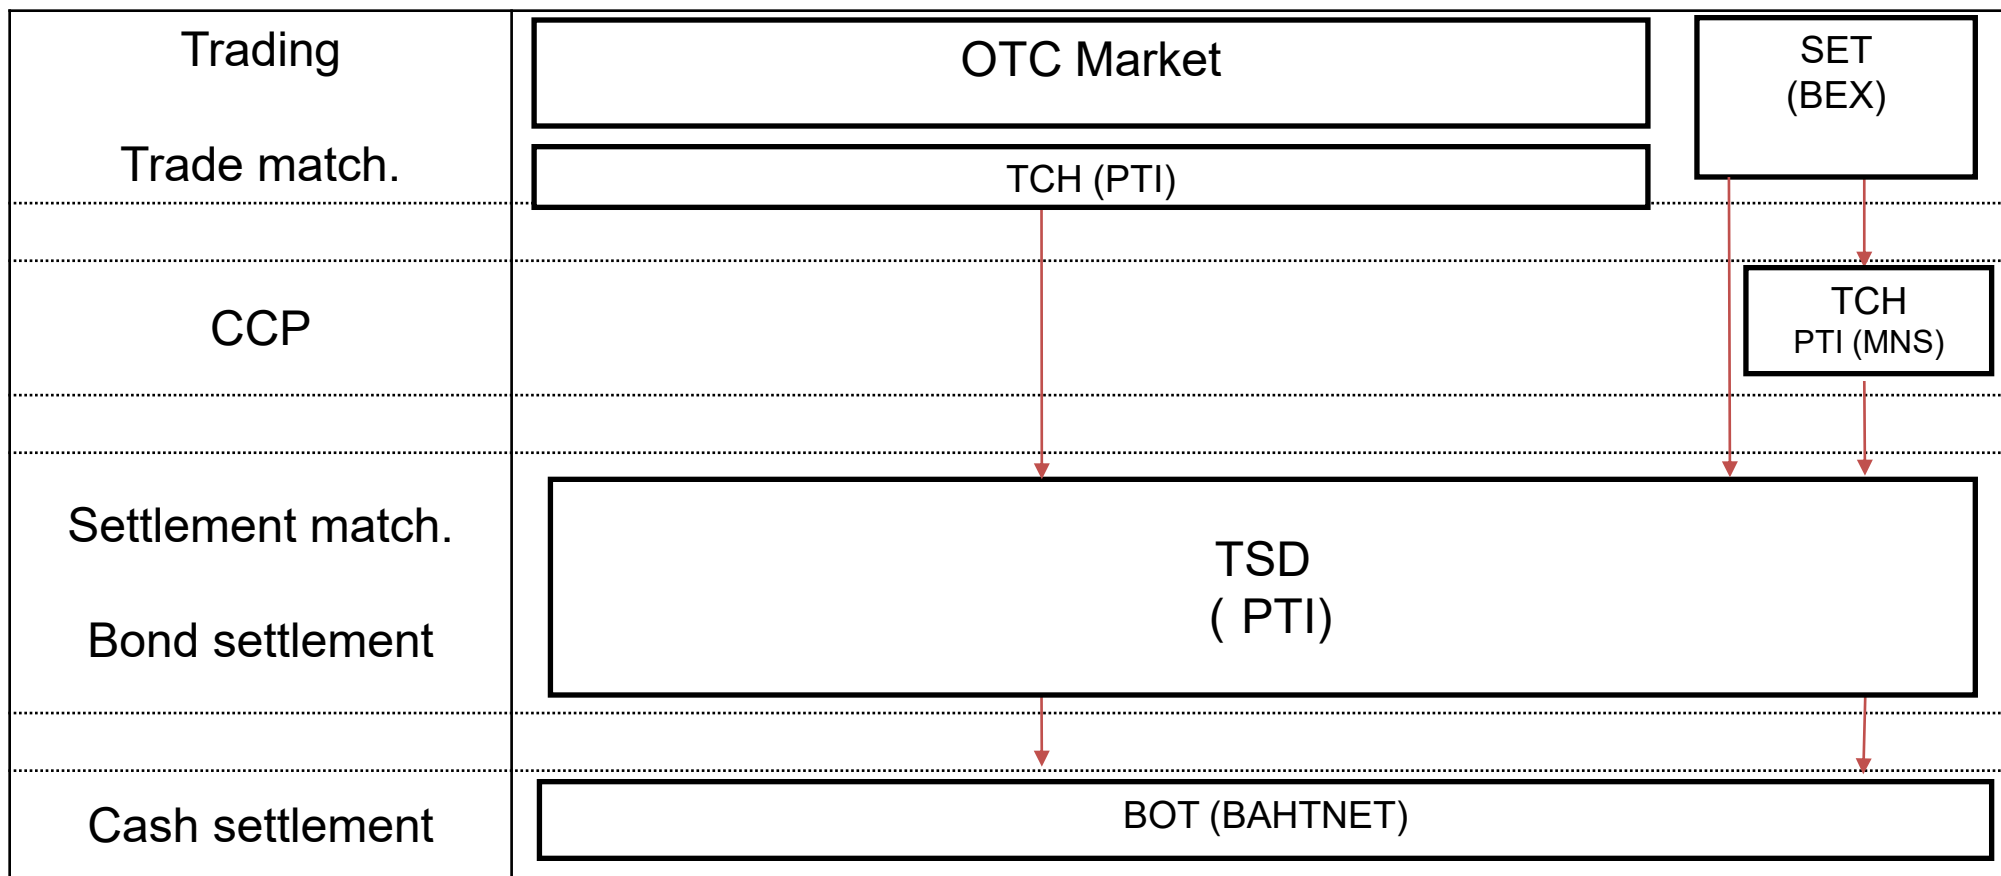 Trading
OTC Market
SET
(BEX)
Trade match.
TCH (PTI)
CCP
TCH
PTI (MNS)
Settlement match.
TSD
( PTI)
Bond settlement
Cash settlement
BOT (BAHTNET)